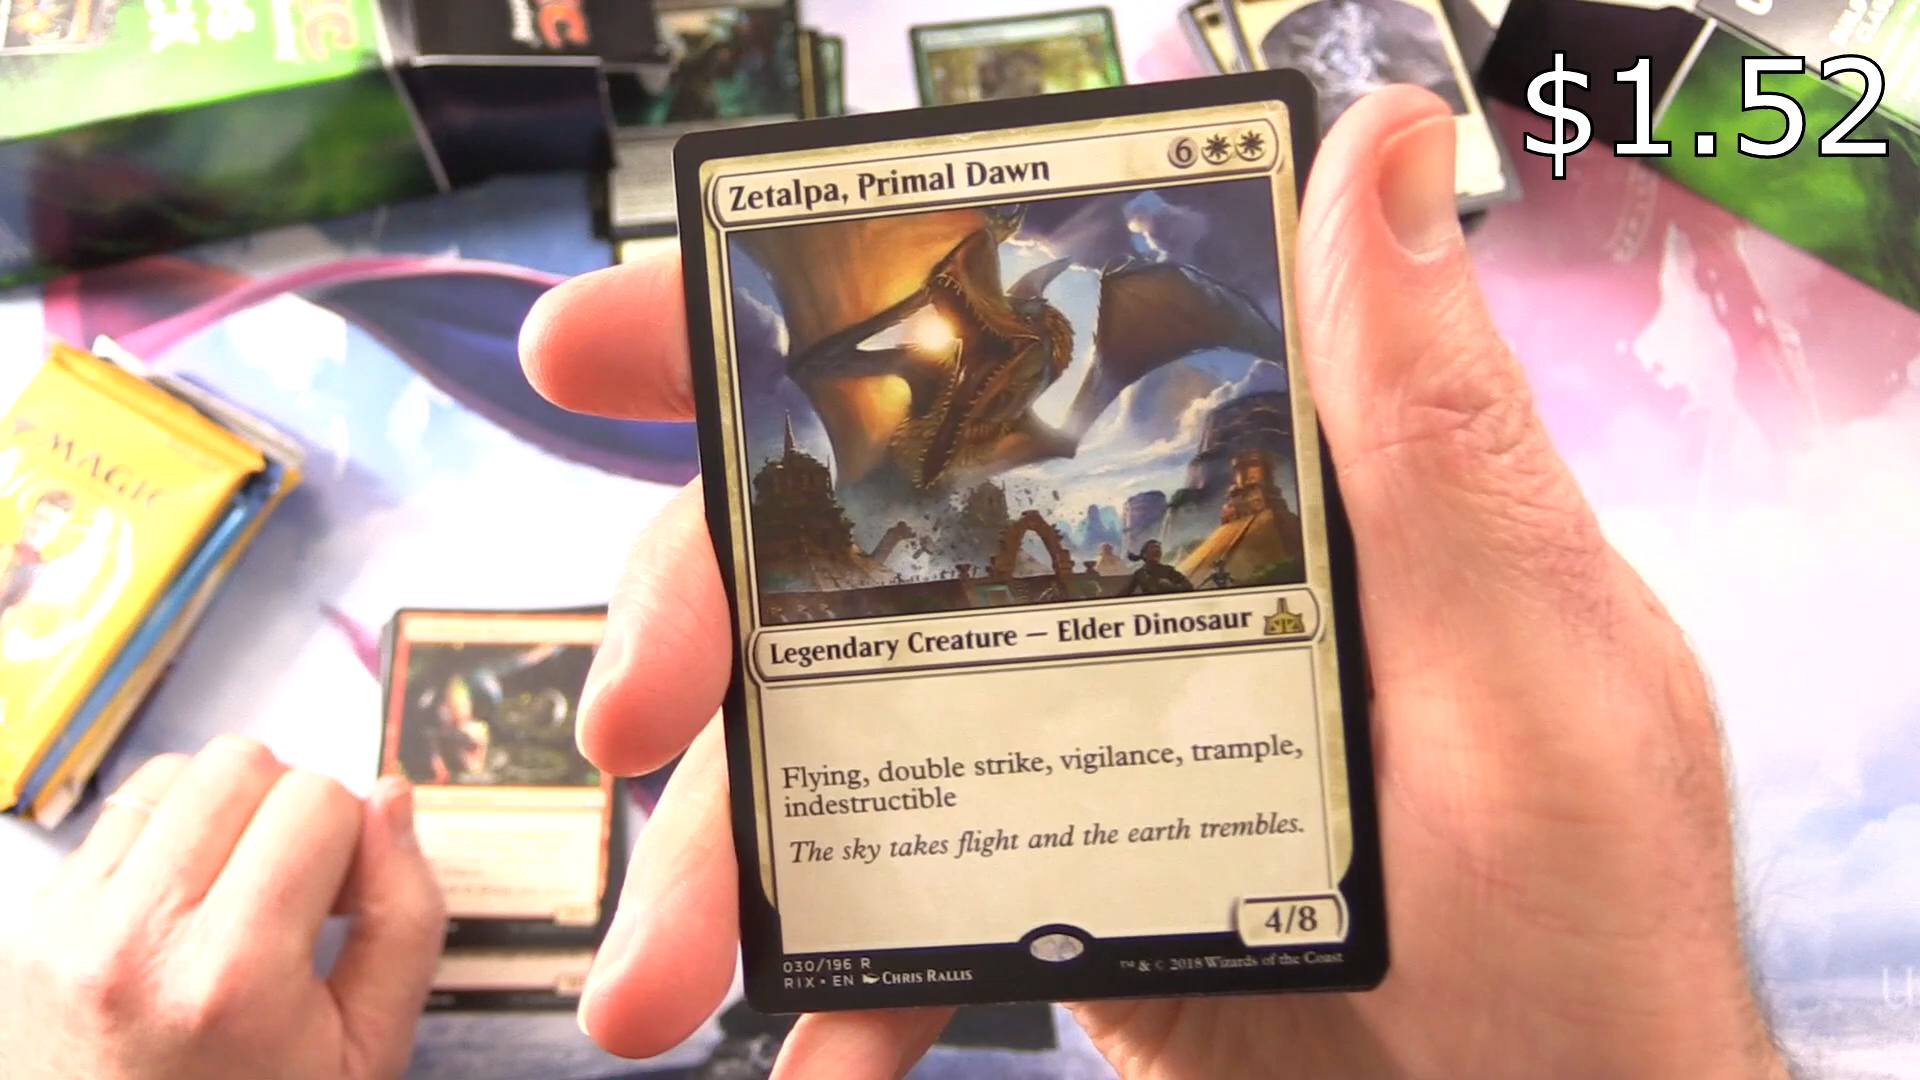 $1.52
Zetalpa, Primal Dawn 6
Legendary Creature — Elder Dinosaur
Flying, double strike, vigilance, trample,
indestructible
The sky takes flight and the earth trembles.
4/8
030/196 R
RIX • EN Chris Rallis
™ & © 2018 Wizards of the Coast
MAGIC